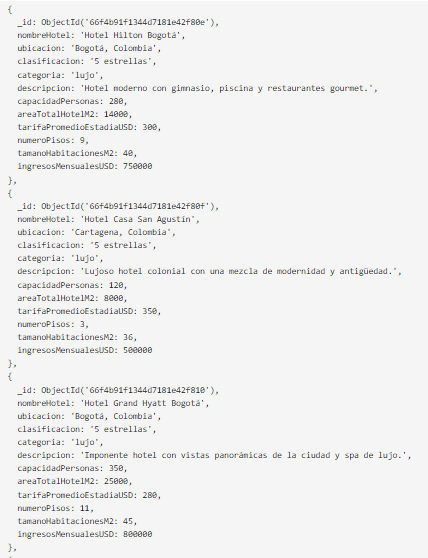 {
_id: ObjectId('66f4b91f1344d7181e42f80e'),
nombreHotel: 'Hotel Hilton Bogotá',
ubicacion: 'Bogotá, Colombia',
clasificacion: '5 estrellas',
categoria: 'lujo',
descripcion: 'Hotel moderno con gimnasio, piscina y restaurantes gourmet.',
capacidadPersonas: 280,
areaTotalHotelM2: 14000,
tarifaPromedioEstadiaUSD: 300,
numeroPisos: 9,
tamanoHabitacionesM2: 40,
ingresosMensualesUSD: 750000
},
{
_id: ObjectId('66f4b91f1344d7181e42f80f'),
nombreHotel: 'Hotel Casa San Agustín',
ubicacion: 'Cartagena, Colombia',
clasificacion: '5 estrellas',
categoria: 'lujo',
descripcion: 'Lujoso hotel colonial con una mezcla de modernidad y antigüedad.',
capacidadPersonas: 120,
areaTotalHotelM2: 8000,
tarifaPromedioEstadiaUSD: 350,
numeroPisos: 3,
tamanoHabitacionesM2: 36,
ingresosMensualesUSD: 500000
},
{
_id: ObjectId('66f4b91f1344d7181e42f810'),
nombreHotel: 'Hotel Grand Hyatt Bogotá',
ubicacion: 'Bogotá, Colombia',
clasificacion: '5 estrellas',
categoria: 'lujo',
descripcion: 'Imponente hotel con vistas panorámicas de la ciudad y spa de lujo.',
capacidadPersonas: 350,
areaTotalHotelM2: 25000,
tarifaPromedioEstadiaUSD: 280,
numeroPisos: 11,
tamanoHabitacionesM2: 45,
ingresosMensualesUSD: 800000
},